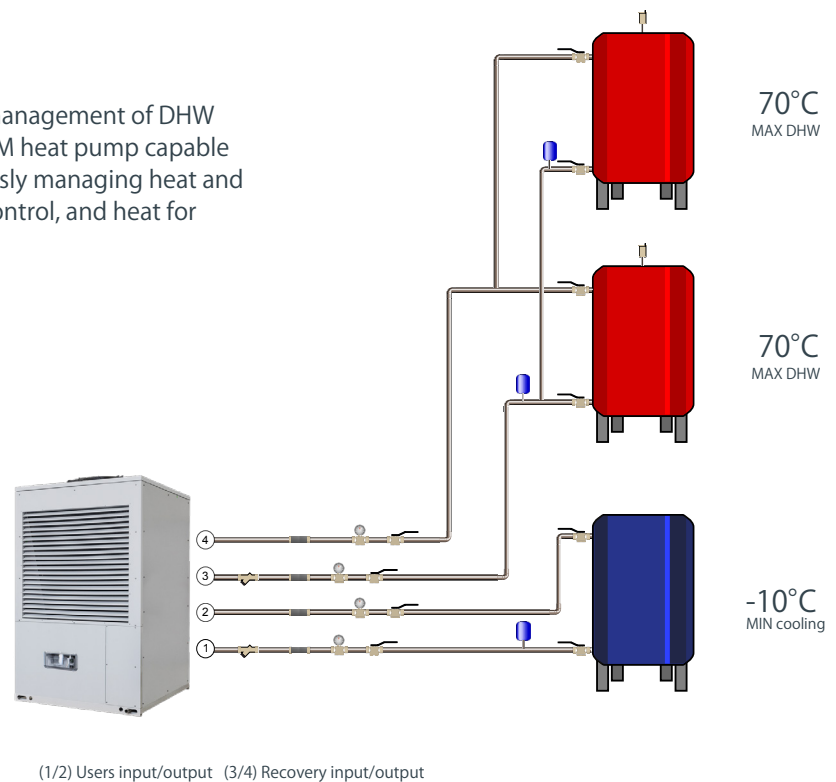 anagement of DHW
M heat pump capable
sly managing heat and
ontrol, and heat for
70°C
MAX DHW
70°C
MAX DHW
4
3
2
1
-10°C
MIN cooling
(1/2) Users input/output (3/4) Recovery input/output